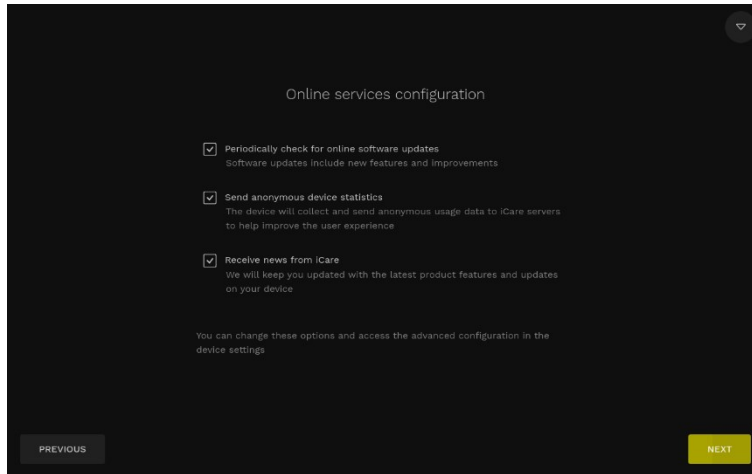 Online services configuration
Periodically check for online software updates
Software updates include new features and improvements
Send anonymous device statistics
The device will collect and send anonymous usage data to iCare servers
to help improve the user experience
Receive news from iCare
We will keep you updated with the latest product features and updates
on your device
You can change these options and access the advanced configuration in the
device settings
PREVIOUS
NEXT